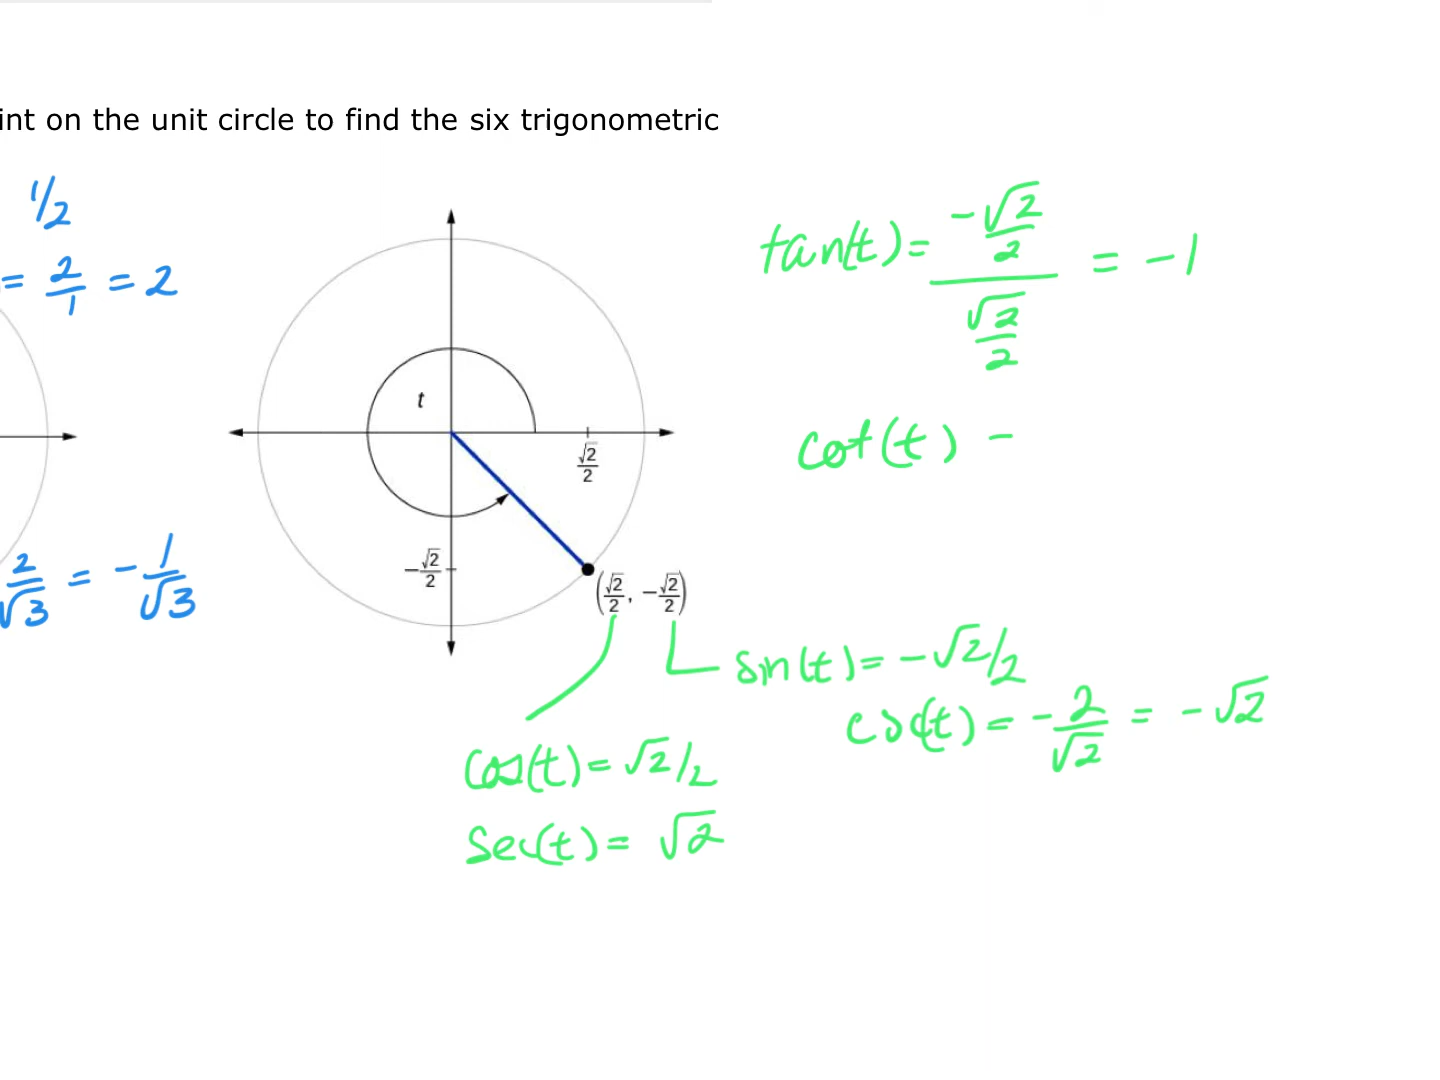 int on the unit circle to find the six trigonometric
1/2
= 2/1 = 2
2/√3 = -1/√3
t
√2/2
-√2/2
(√2/2, -√2/2)
tan(t) = (-√2/2)/(√2/2) = -1
cot(t) -
sin(t) = -√2/2
csc(t) = -2/√2 = -√2
cos(t) = √2/2
sec(t) = √2